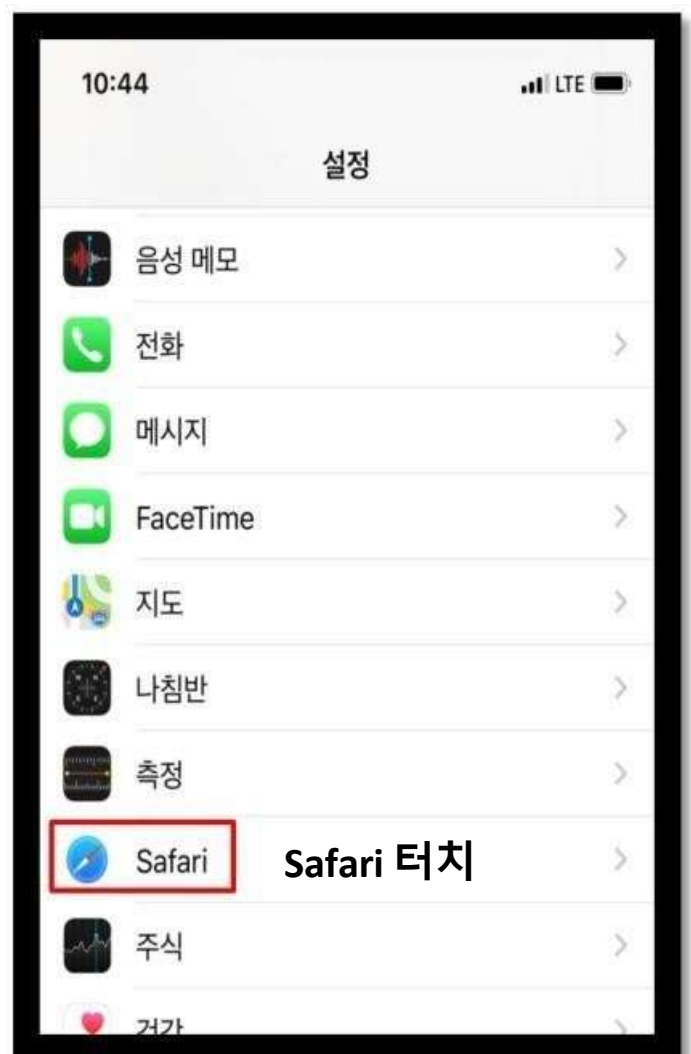 10:44 LTE
설정
음성 메모
전화
메시지
FaceTime
지도
나침반
측정
Safari Safari 터치
주식